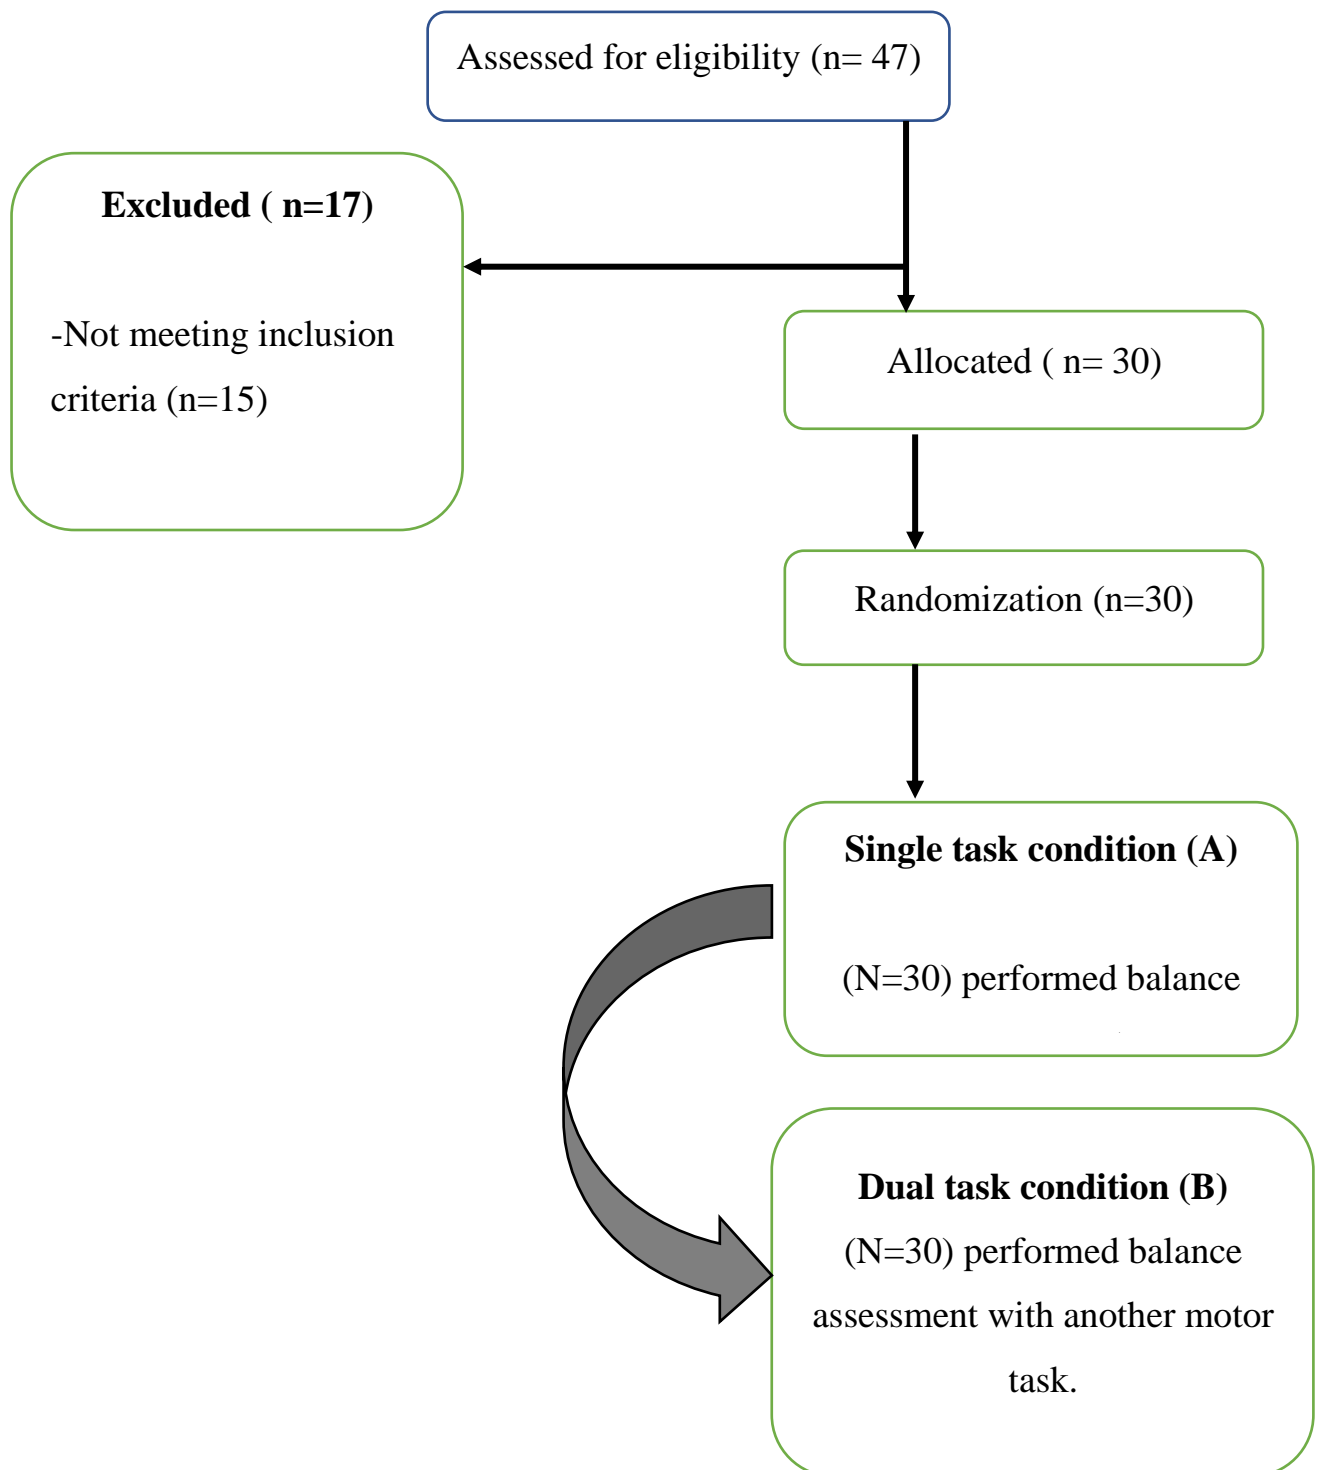 Assessed for eligibility (n= 47)
Excluded ( n=17)
-Not meeting inclusion
criteria (n=15)
Allocated ( n= 30)
Randomization (n=30)
Single task condition (A)
(N=30) performed balance
Dual task condition (B)
(N=30) performed balance
assessment with another motor
task.